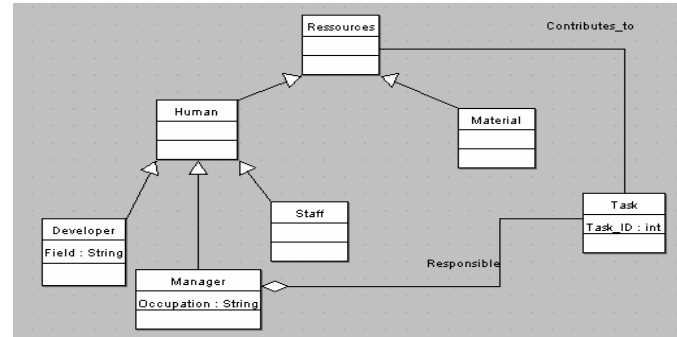 Ressources
Contributes_to
Human
Material
Task
Task_ID : int
Staff
Developer
Field : String
Responsible
Manager
Occupation : String